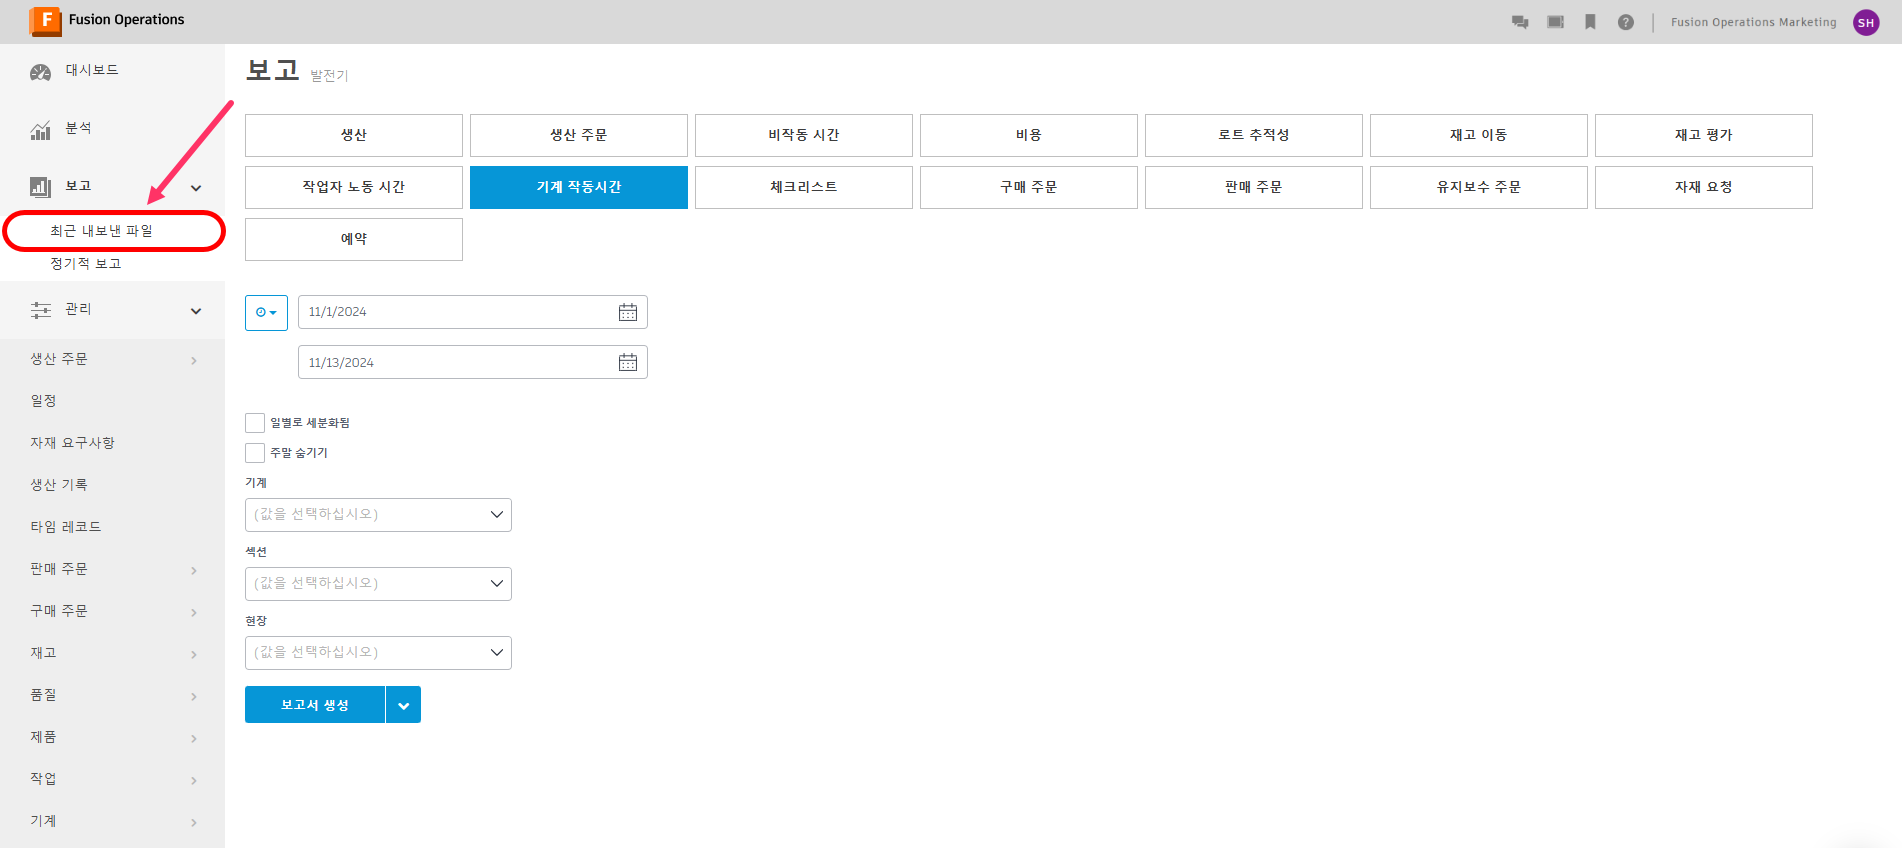 F Fusion Operations
? Fusion Operations Marketing SH
대시보드
분석
보고
최근 내보낸 파일
정기적 보고
관리
생산 주문
일정
자재 요구사항
생산 기록
타임 레코드
판매 주문
구매 주문
재고
품질
제품
작업
기계
보고 발전기
생산 생산 주문 비작동 시간 비용 로트 추적성 재고 이동 재고 평가
작업자 노동 시간 기계 작동시간 체크리스트 구매 주문 판매 주문 유지보수 주문 자재 요청
예약
11/1/2024
11/13/2024
일별로 세분화됨
주말 숨기기
기계
(값을 선택하십시오)
섹션
(값을 선택하십시오)
현장
(값을 선택하십시오)
보고서 생성